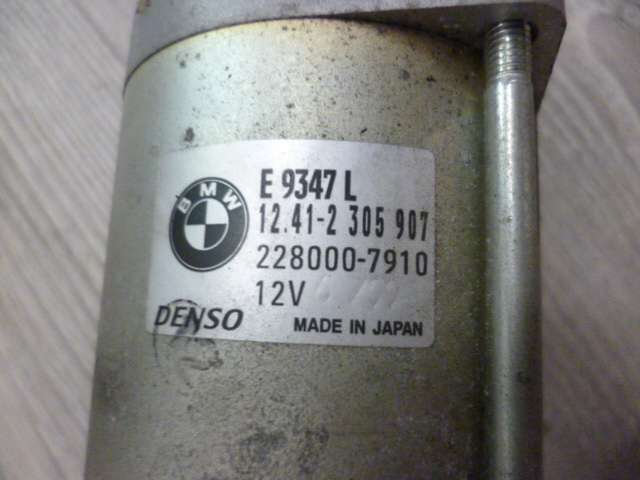 BMW
E 9347 L
12.41-2 305 907
228000-7910
12V
DENSO
MADE IN JAPAN